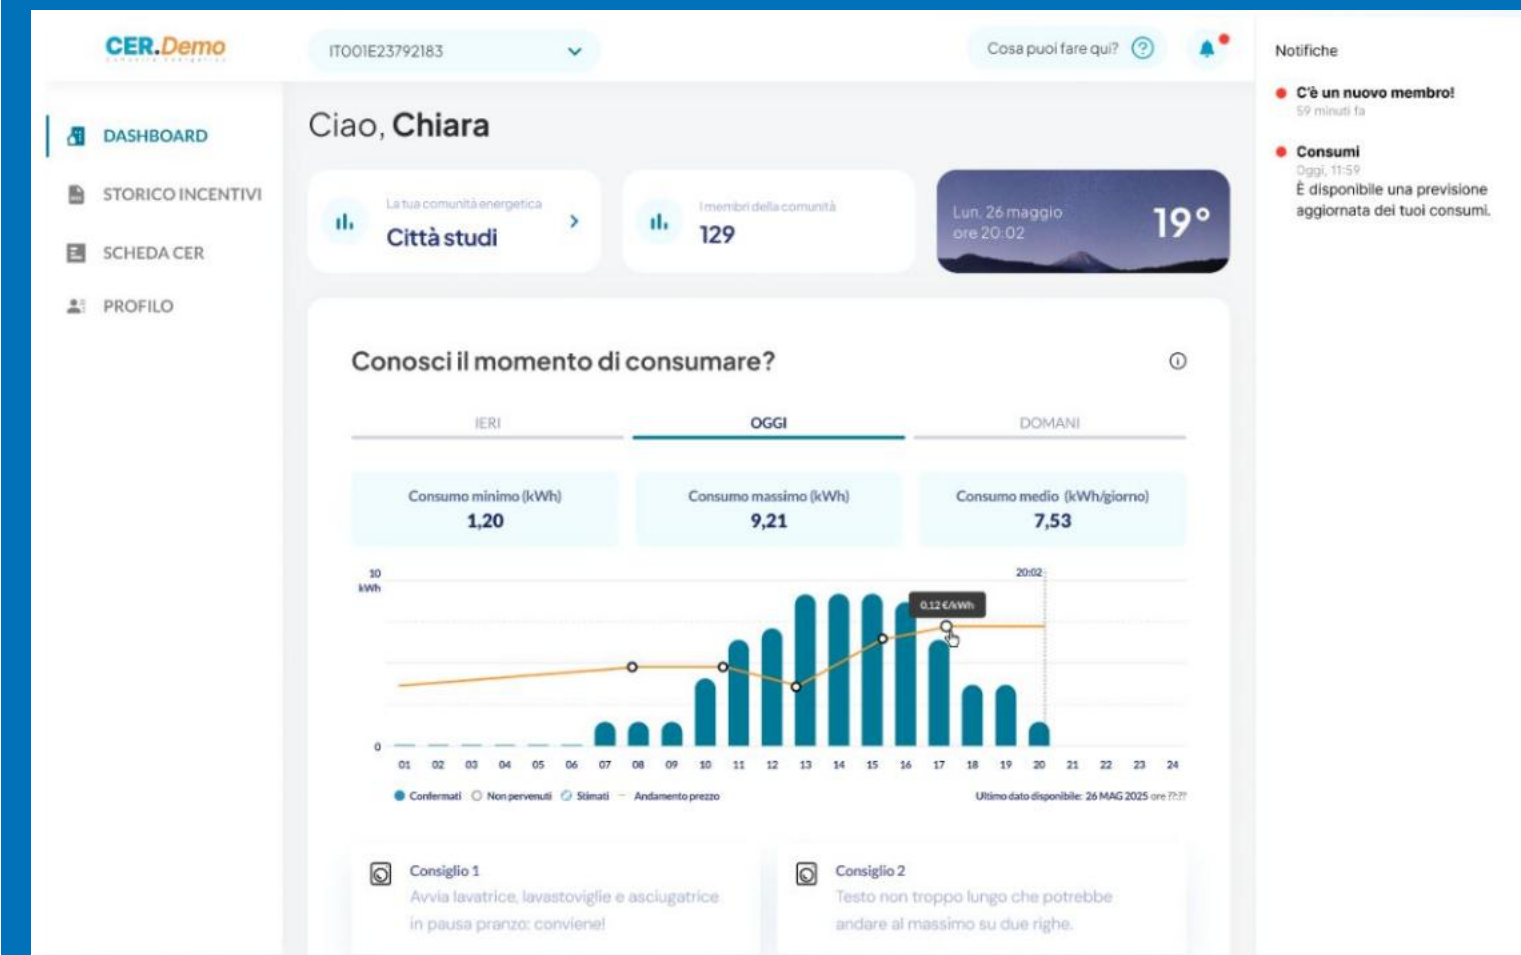 CER.Demo
Comunità Energetica
IT001E23792183
Cosa puoi fare qui?
DASHBOARD
STORICO INCENTIVI
SCHEDA CER
PROFILO
Ciao, Chiara
La tua comunità energetica
Città studi
I membri della comunità
129
Lun, 26 maggio
ore 20:02
19°
Conosci il momento di consumare?
IERI
OGGI
DOMANI
Consumo minimo (kWh)
1,20
Consumo massimo (kWh)
9,21
Consumo medio (kWh/giorno)
7,53
10
kWh
20:02
0,12 €/kWh
0
01 02 03 04 05 06 07 08 09 10 11 12 13 14 15 16 17 18 19 20 21 22 23 24
Confermati Non pervenuti Stimati Andamento prezzo
Ultimo dato disponibile: 26 MAG 2025 ore ??:??
Consiglio 1
Avvia lavatrice, lavastoviglie e asciugatrice
in pausa pranzo: conviene!
Consiglio 2
Testo non troppo lungo che potrebbe
andare al massimo su due righe.
Notifiche
C'è un nuovo membro!
59 minuti fa
Consumi
Oggi, 11:59
È disponibile una previsione
aggiornata dei tuoi consumi.